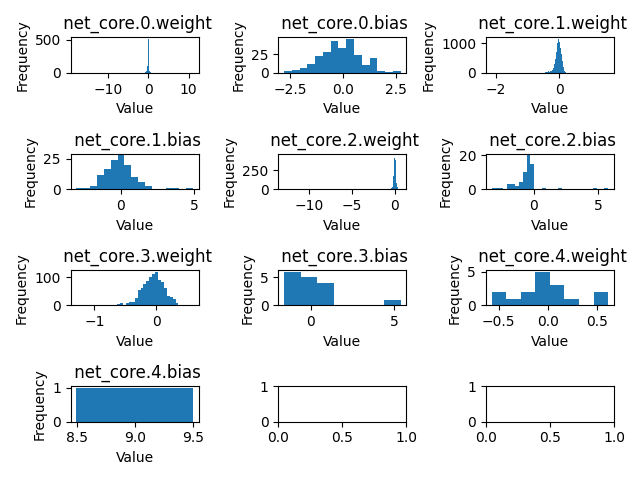 net_core.0.weight
Frequency
500
0
−10
0
10
Value
net_core.0.bias
Frequency
25
0
−2.5
0.0
2.5
Value
net_core.1.weight
Frequency
1000
0
−2
0
Value
net_core.1.bias
Frequency
25
0
0
5
Value
net_core.2.weight
Frequency
250
0
−10
−5
0
Value
net_core.2.bias
Frequency
20
0
0
5
Value
net_core.3.weight
Frequency
100
0
−1
0
Value
net_core.3.bias
Frequency
5
0
0
5
Value
net_core.4.weight
Frequency
5
0
−0.5
0.0
0.5
Value
net_core.4.bias
Frequency
1
0
8.5
9.0
9.5
Value
1
0
0.0
0.5
1.0
1
0
0.0
0.5
1.0